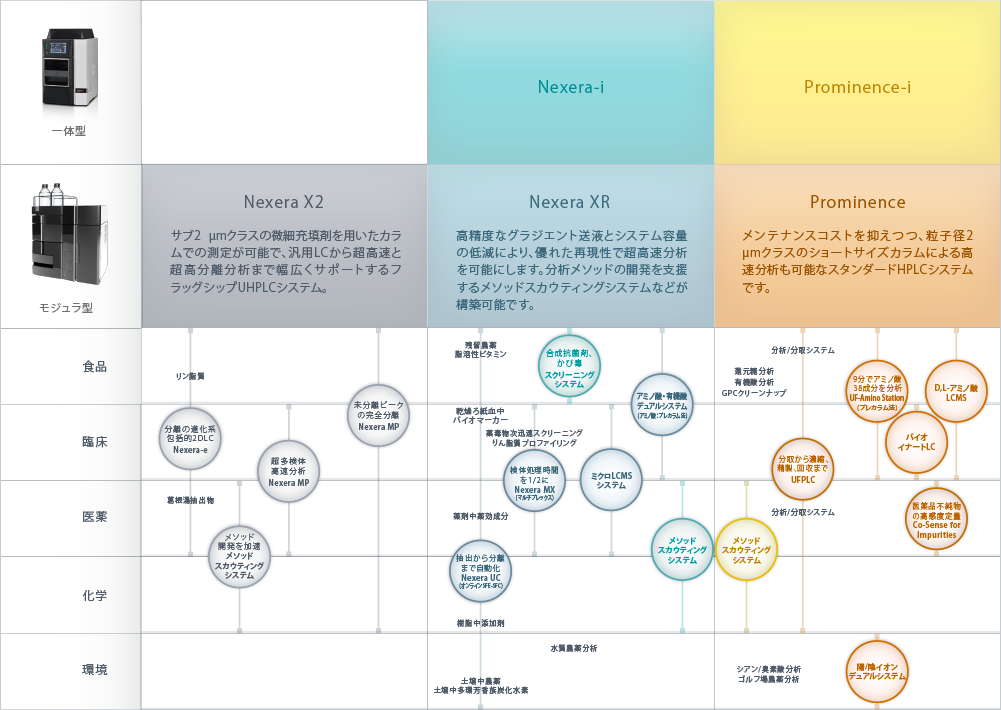 一体型
Nexera-i
Prominence-i
モジュラ型
Nexera X2
サブ2 μmクラスの微細充填剤を用いたカラ
ムでの測定が可能で、汎用LCから超高速と
超高分離分析まで幅広くサポートするフ
ラッグシップUHPLCシステム。
Nexera XR
高精度なグラジエント送液とシステム容量
の低減により、優れた再現性で超高速分析
を可能にします。分析メソッドの開発を支援
するメソッドスカウティングシステムなどが
構築可能です。
Prominence
メンテナンスコストを抑えつつ、粒子径2
μmクラスのショートサイズカラムによる高
速分析も可能なスタンダードHPLCシステム
です。
食品
臨床
医薬
化学
環境
リン脂質
分離の進化系
包括的2DLC
Nexera-e
葛根湯抽出物
超多検体
高速分析
Nexera MP
メソッド
開発を加速
メソッド
スカウティング
システム
未分離ピーク
の完全分離
Nexera MP
残留農薬
脂溶性ビタミン
合成抗菌剤、
かび毒
スクリーニング
システム
アミノ酸・有機酸
デュアルシステム
(アミノ酸:プレカラム法)
乾燥ろ紙血中
バイオマーカー
薬毒物次迅速スクリーニング
りん脂質プロファイリング
検体処理時間
を1/2に
Nexera MX
(マルチプレックス)
ミクロLCMS
システム
薬剤中薬効成分
抽出から分離
まで自動化
Nexera UC
(オンラインSFE-SFC)
メソッド
スカウティング
システム
樹脂中添加剤
水質農薬分析
土壌中農薬
土壌中多環芳香族炭化水素
分析/分取システム
還元糖分析
有機酸分析
GPCクリーンナップ
9分でアミノ酸
38成分を分析
UF-Amino Station
(プレカラム法)
D,L-アミノ酸
LCMS
バイオ
イナートLC
分取から濃縮、
精製、回収まで
UFPLC
分析/分取システム
医薬品不純物
の高感度定量
Co-Sense for
Impurities
メソッド
スカウティング
システム
シアン/臭素酸分析
ゴルフ場農薬分析
陽/陰イオン
デュアルシステム